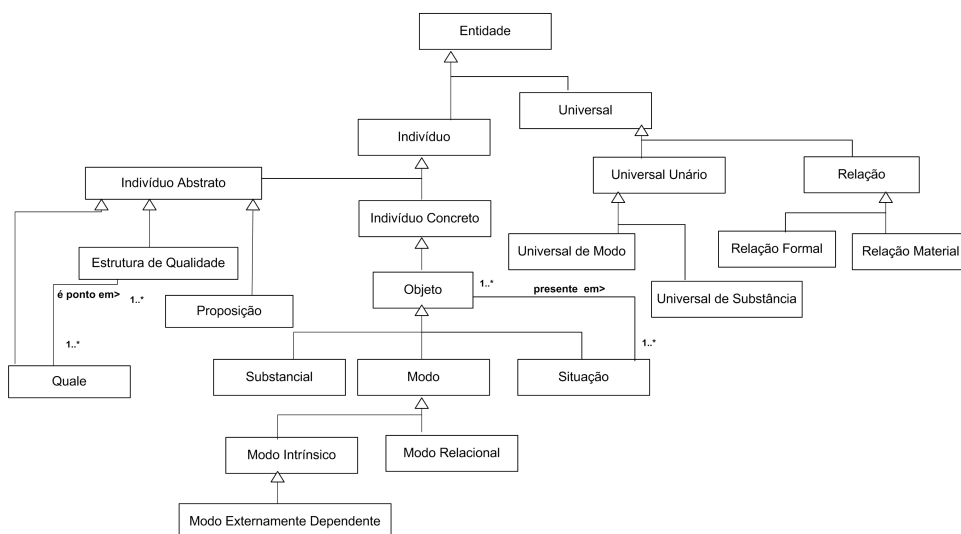 Entidade
Universal
Indivíduo
Indivíduo Abstrato
Universal Unário
Relação
Indivíduo Concreto
Estrutura de Qualidade
Universal de Modo
Relação Formal
Relação Material
é ponto em>
1..*
Objeto
1..*
presente em>
Proposição
Universal de Substância
1..*
1..*
Quale
Substancial
Modo
Situação
Modo Intrínsico
Modo Relacional
Modo Externamente Dependente